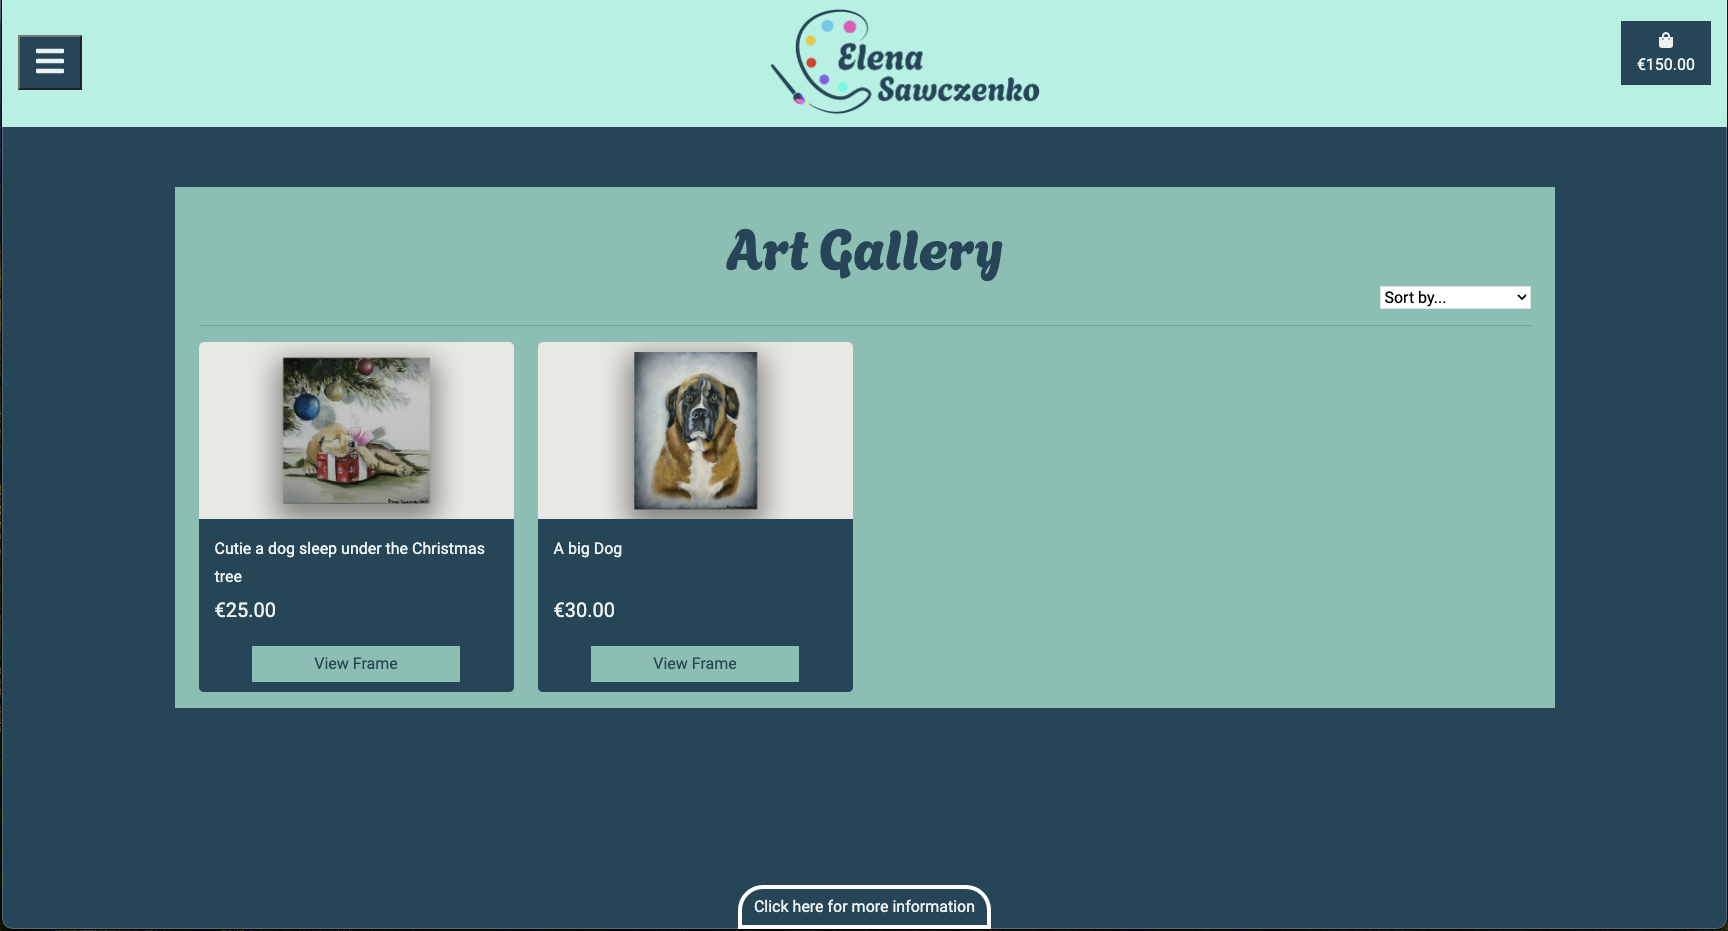 Elena
Sawczenko
€150.00
Art Gallery
Sort by...
Cutie a dog sleep under the Christmas
tree
€25.00
View Frame
A big Dog
€30.00
View Frame
Click here for more information